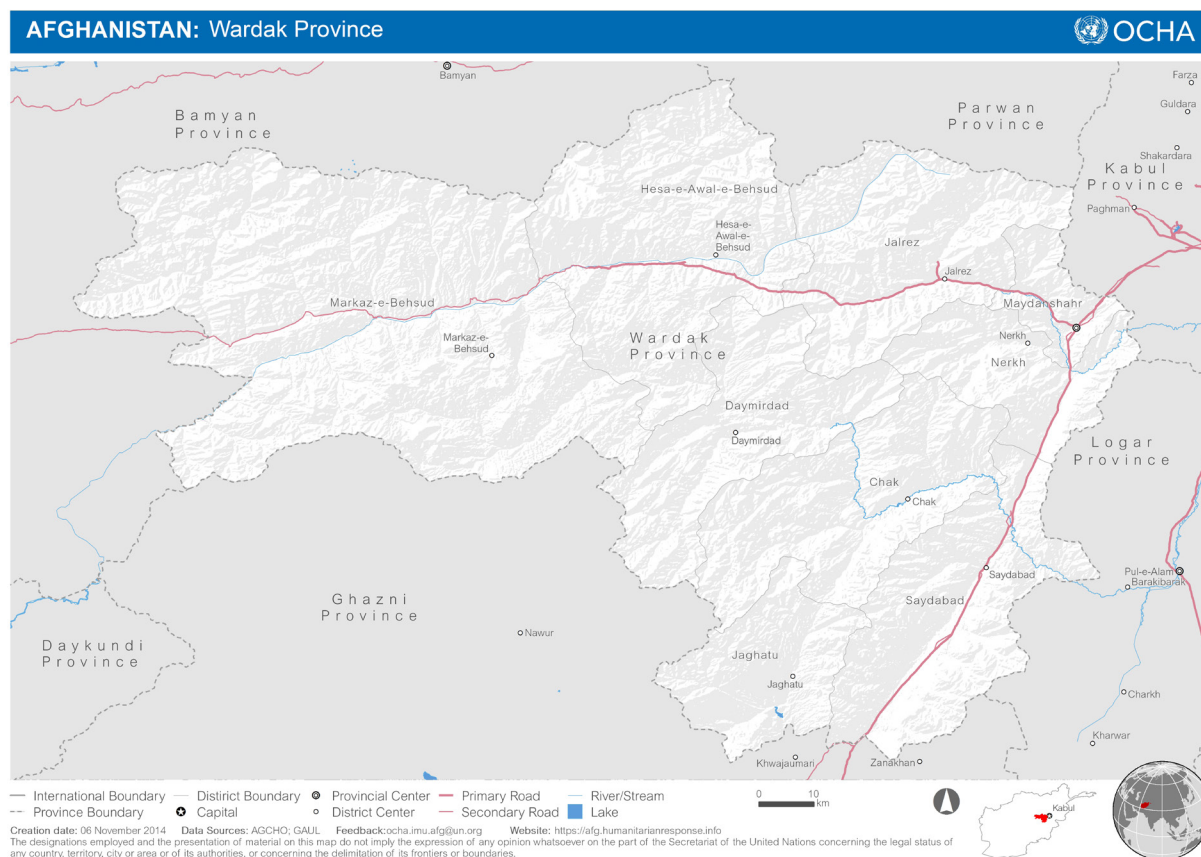 AFGHANISTAN: Wardak Province
OCHA
Bamyan
Farza
Guldara
Bamyan
Province
Parwan
Province
Shakardara
Kabul
Province
Hesa-e-Awal-e-Behsud
Paghman
Hesa-e-
Awal-e-
Behsud
Jalrez
Jalrez
Markaz-e-Behsud
Maydanshahr
Markaz-e-
Behsud
Wardak
Province
Nerkh
Nerkh
Daymirdad
Daymirdad
Logar
Province
Chak
Chak
Saydabad
Pul-e-Alam
Barakibarak
Ghazni
Province
Saydabad
Nawur
Daykundi
Province
Jaghatu
Jaghatu
Charkh
Kharwar
Khwajaumari
Zanakhan
International Boundary
Distirict Boundary
Provincial Center
Primary Road
River/Stream
0
10
km
Province Boundary
Capital
District Center
Secondary Road
Lake
Kabul
Creation date: 06 November 2014 Data Sources: AGCHO; GAUL Feedback:ocha.imu.afg@un.org Website: https://afg.humanitarianresponse.info
The designations employed and the presentation of material on this map do not imply the expression of any opinion whatsoever on the part of the Secretariat of the United Nations concerning the legal status of
any country, territory, city or area or of its authorities, or concerning the delimitation of its frontiers or boundaries.